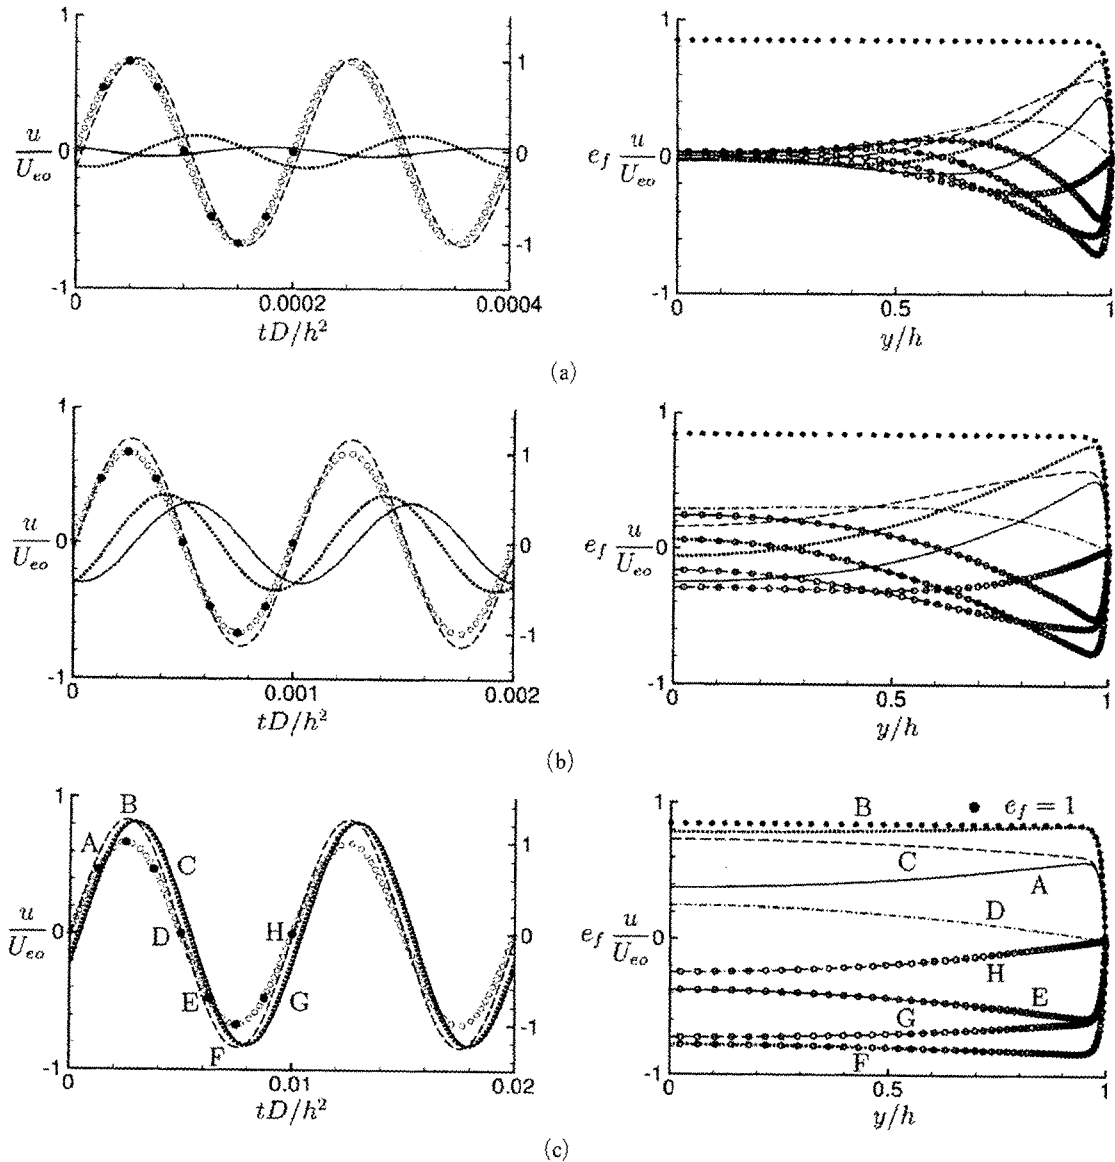 1
u/U_eo
0
-1
1
0
-1
0
0.0002
0.0004
tD/h²
1
e_f u/U_eo
0
-1
0
0.5
1
y/h
(a)
1
u/U_eo
0
-1
1
0
-1
0
0.001
0.002
tD/h²
1
e_f u/U_eo
0
-1
0
0.5
1
y/h
(b)
1
u/U_eo
0
-1
A
B
C
D
E
F
G
H
1
0
-1
0
0.01
0.02
tD/h²
1
e_f u/U_eo
0
-1
B
e_f = 1
C
A
D
H
E
G
F
0
0.5
1
y/h
(c)